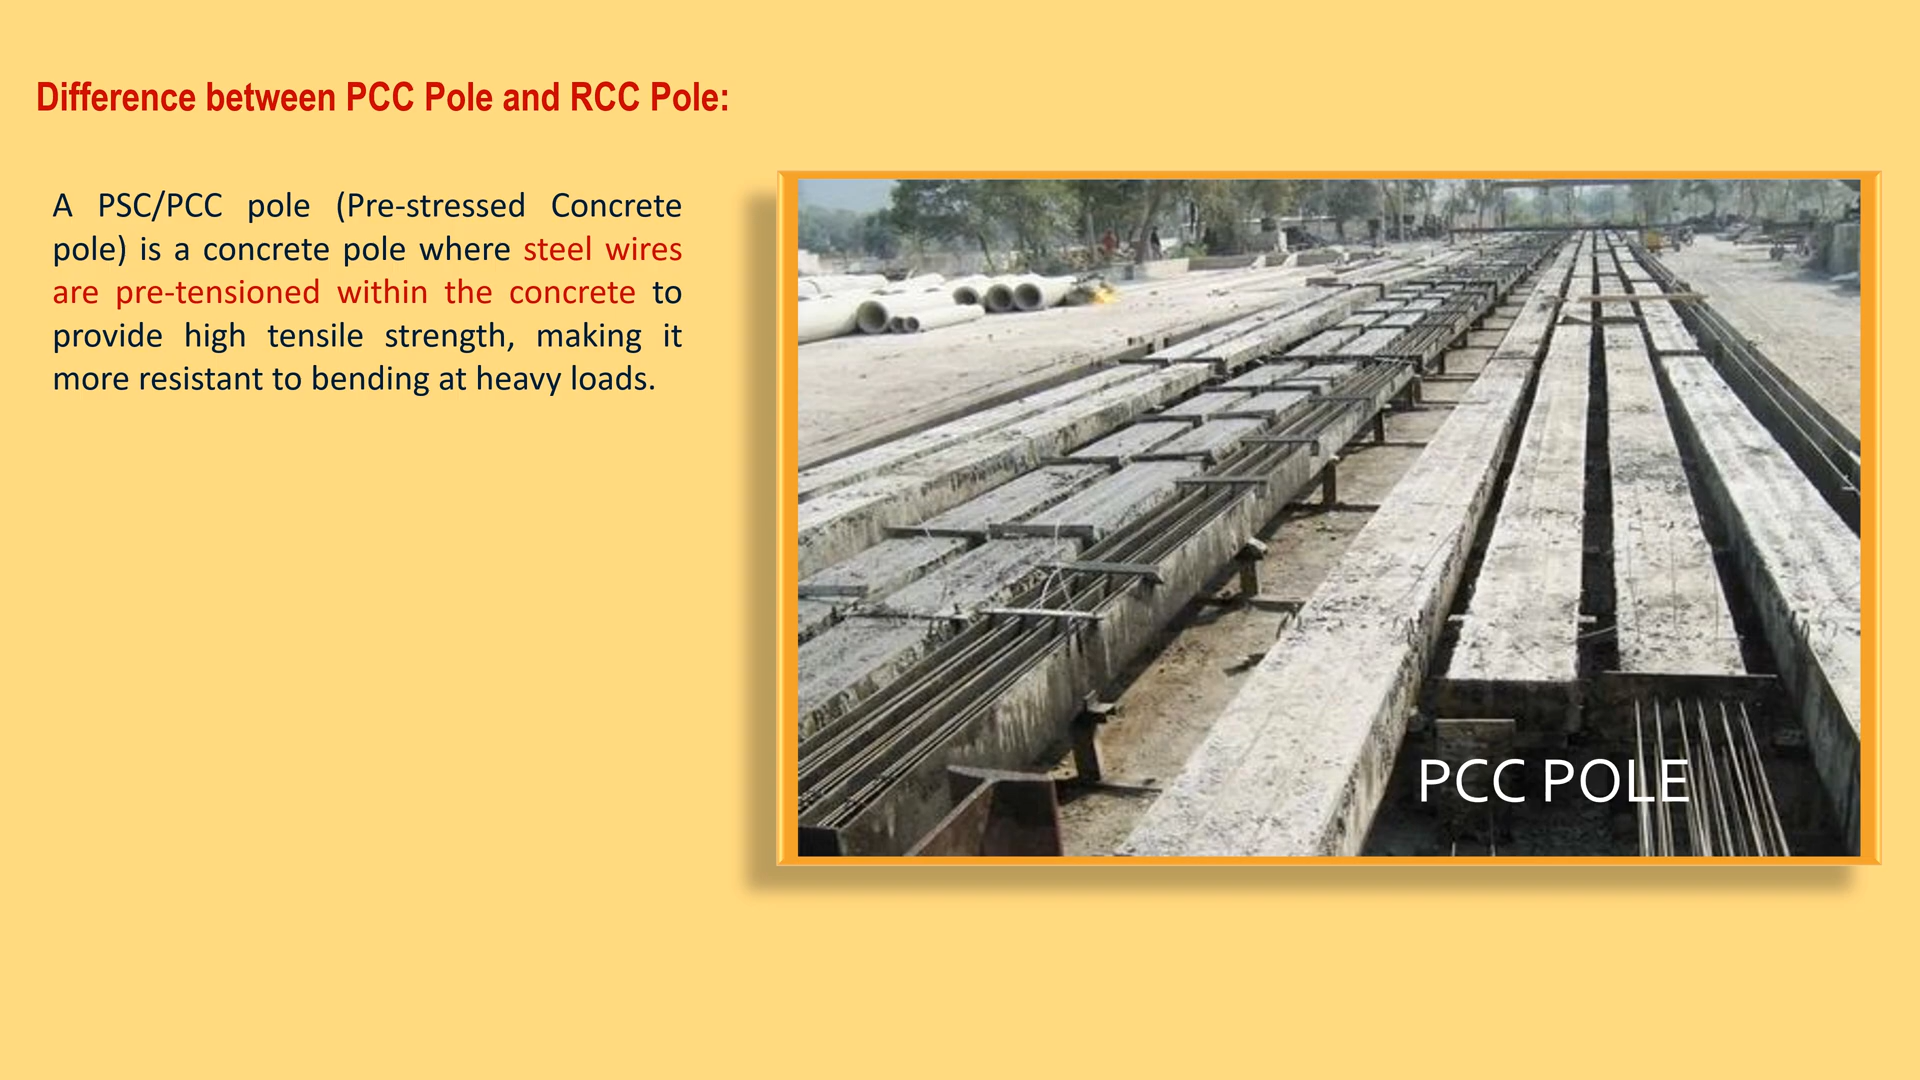 Difference between PCC Pole and RCC Pole:
A PSC/PCC pole (Pre-stressed Concrete
pole) is a concrete pole where steel wires
are pre-tensioned within the concrete to
provide high tensile strength, making it
more resistant to bending at heavy loads.
PCC POLE